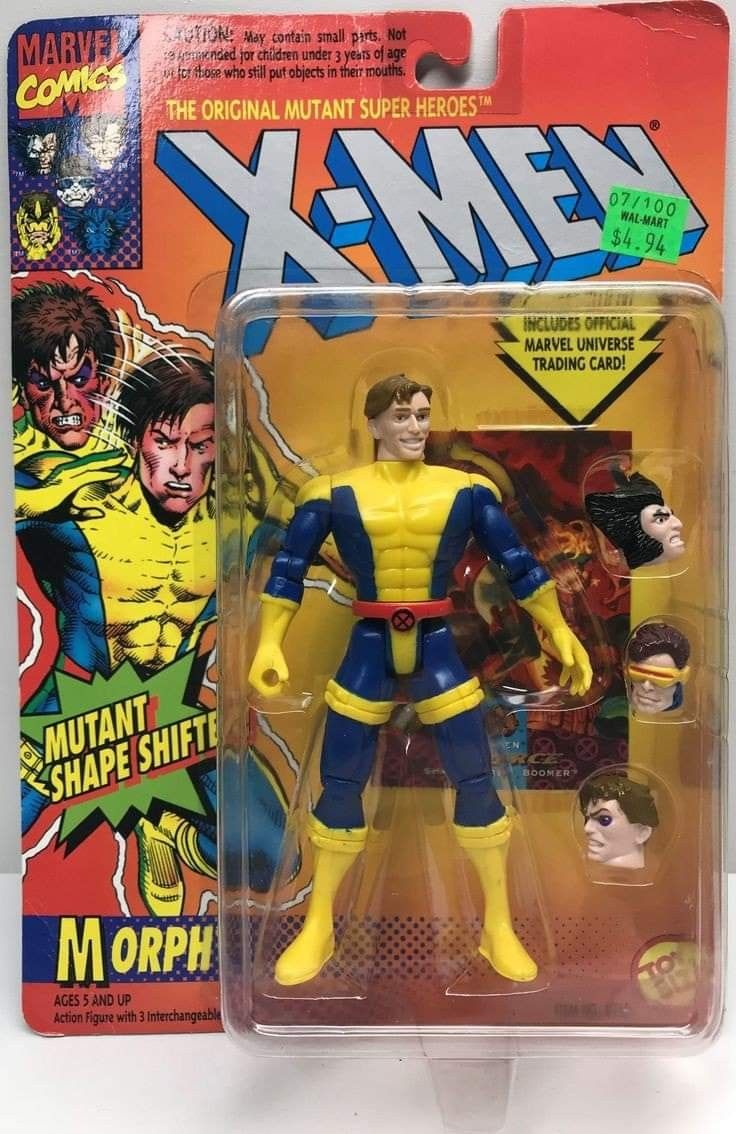 MARVEL
COMICS
CAUTION: May contain small parts. Not
recommended for children under 3 years of age
or for those who still put objects in their mouths.
THE ORIGINAL MUTANT SUPER HEROES™
X-MEN®
07/100
WAL-MART
$4.94
INCLUDES OFFICIAL
MARVEL UNIVERSE
TRADING CARD!
MUTANT
SHAPE SHIFTE
BOOMER
MORPH
AGES 5 AND UP
Action Figure with 3 Interchangeable
TOY
BIZ